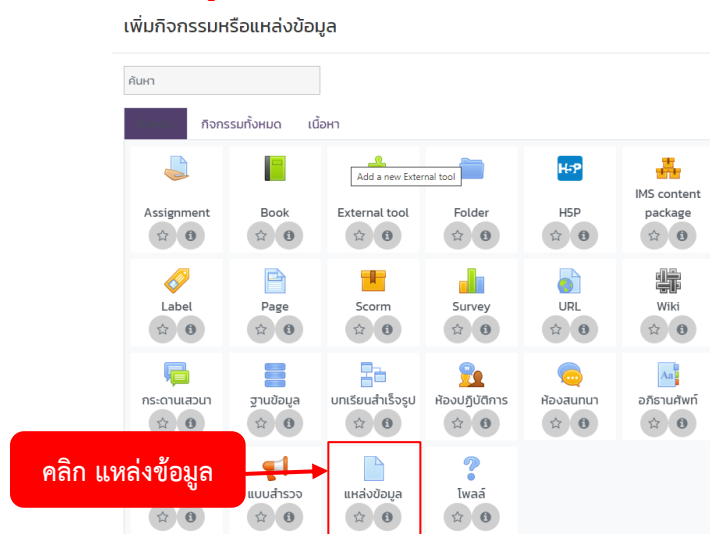 เพิ่มกิจกรรมหรือแหล่งข้อมูล
ค้นหา
กิจกรรมทั้งหมด เนื้อหา
Add a new External tool
H5P
IMS content
Assignment Book External tool Folder H5P package
Label Page Scorm Survey URL Wiki
Aa
กระดานเสวนา ฐานข้อมูล บทเรียนสำเร็จรูป ห้องปฏิบัติการ ห้องสนทนา อภิธานศัพท์
คลิก แหล่งข้อมูล
แบบสำรวจ แหล่งข้อมูล โพลล์